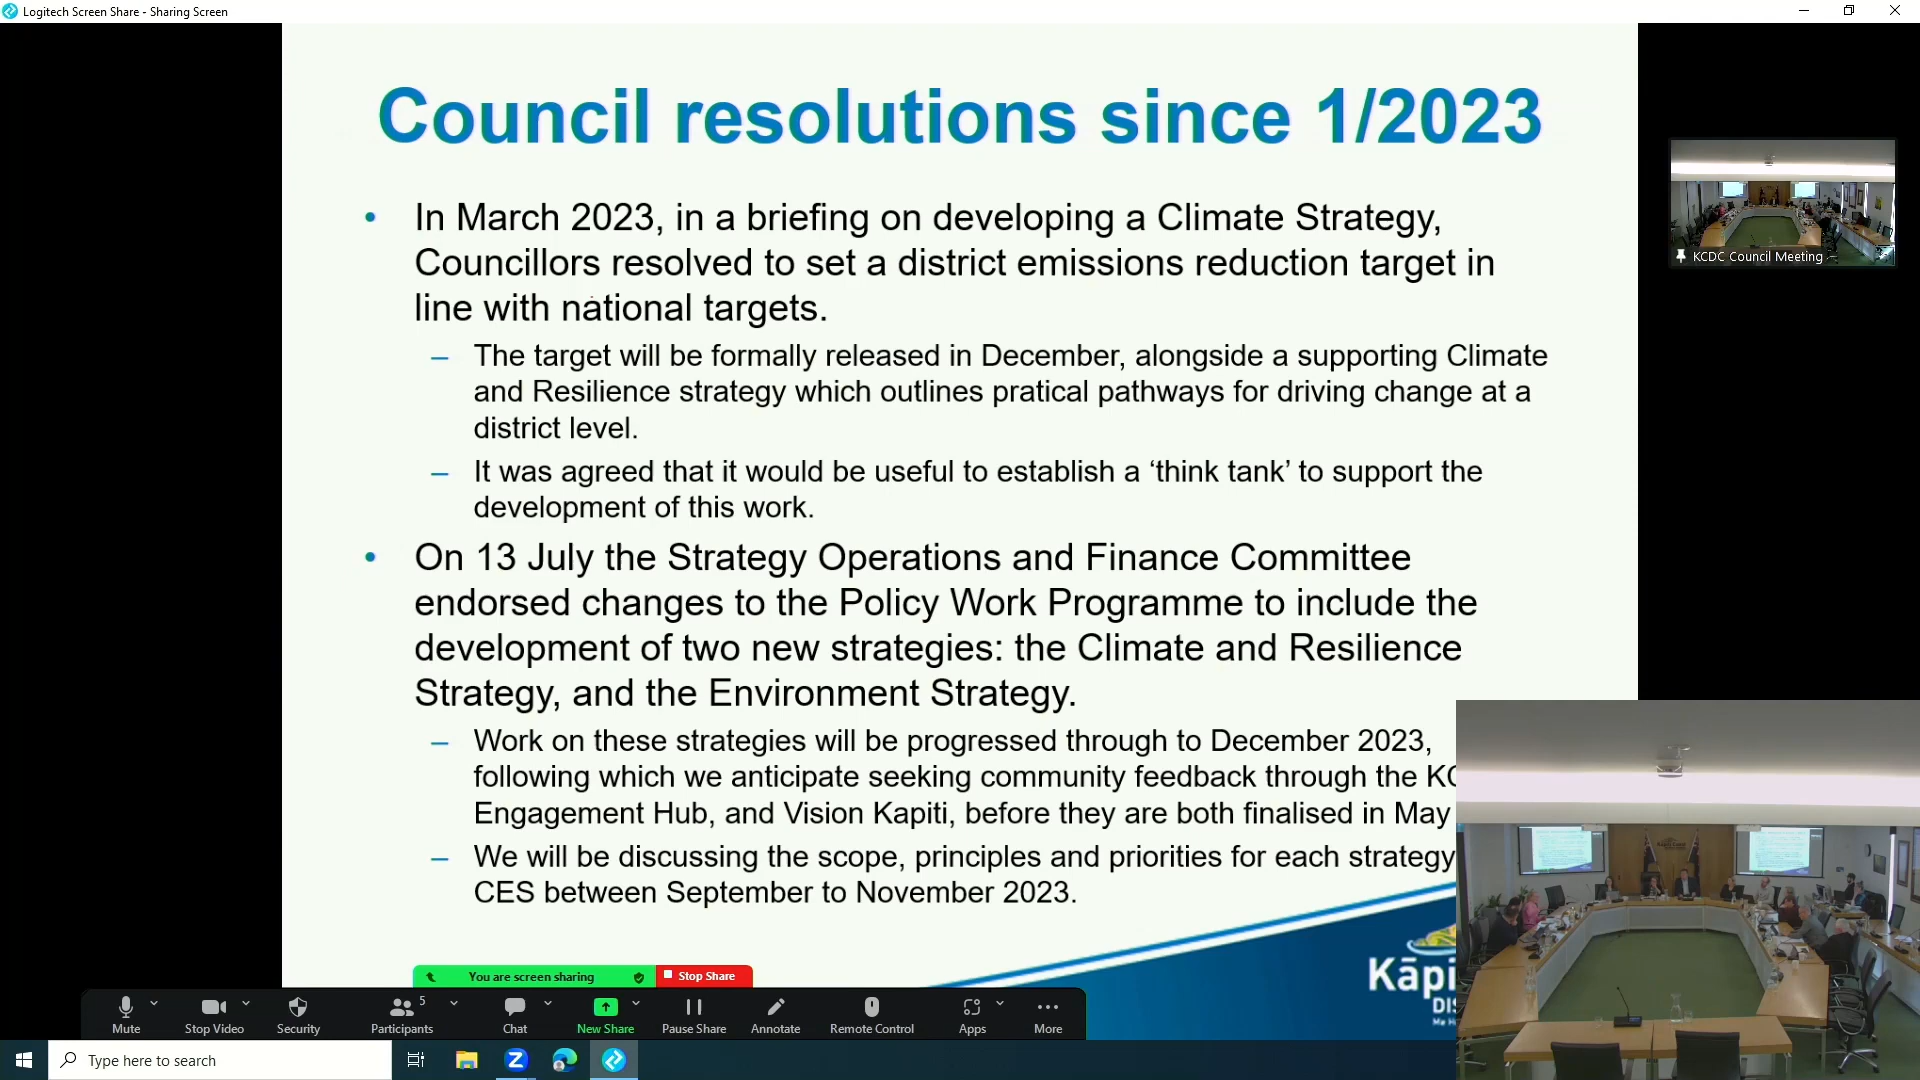 Logitech Screen Share - Sharing Screen
Council resolutions since 1/2023
• In March 2023, in a briefing on developing a Climate Strategy,
Councillors resolved to set a district emissions reduction target in
line with national targets.
– The target will be formally released in December, alongside a supporting Climate
and Resilience strategy which outlines pratical pathways for driving change at a
district level.
– It was agreed that it would be useful to establish a ‘think tank’ to support the
development of this work.
• On 13 July the Strategy Operations and Finance Committee
endorsed changes to the Policy Work Programme to include the
development of two new strategies: the Climate and Resilience
Strategy, and the Environment Strategy.
– Work on these strategies will be progressed through to December 2023,
following which we anticipate seeking community feedback through the
Engagement Hub, and Vision Kapiti, before they are both finalised in May
– We will be discussing the scope, principles and priorities for each strategy
CES between September to November 2023.
KCDC Council Meeting
Kāpi
DIS
You are screen sharing
Stop Share
Mute
Stop Video
Security
Participants 5
Chat
New Share
Pause Share
Annotate
Remote Control
Apps
More
Type here to search